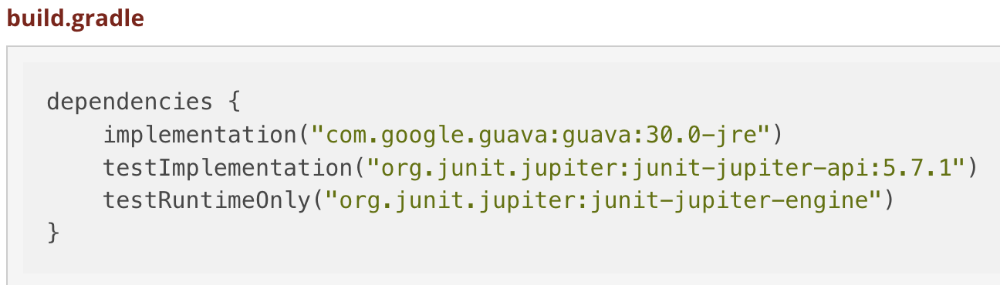 build.gradle
dependencies {
    implementation("com.google.guava:guava:30.0-jre")
    testImplementation("org.junit.jupiter:junit-jupiter-api:5.7.1")
    testRuntimeOnly("org.junit.jupiter:junit-jupiter-engine")
}